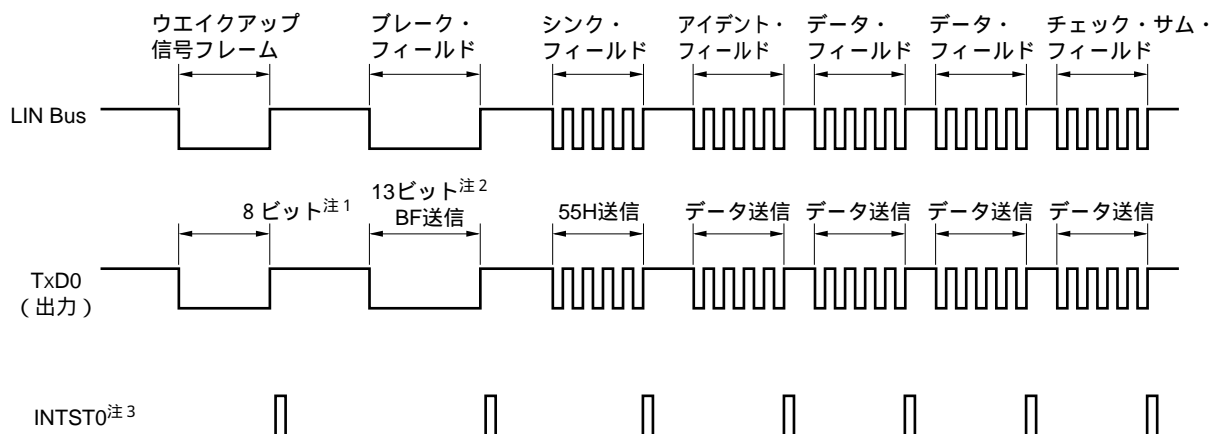 ウエイクアップ
信号フレーム
ブレーク・
フィールド
シンク・
フィールド
アイデント・
フィールド
データ・
フィールド
データ・
フィールド
チェック・サム・
フィールド
LIN Bus
8 ビット注1
13ビット注2
BF送信
55H送信
データ送信
データ送信
データ送信
データ送信
TxD0
(出力)
INTST0注3